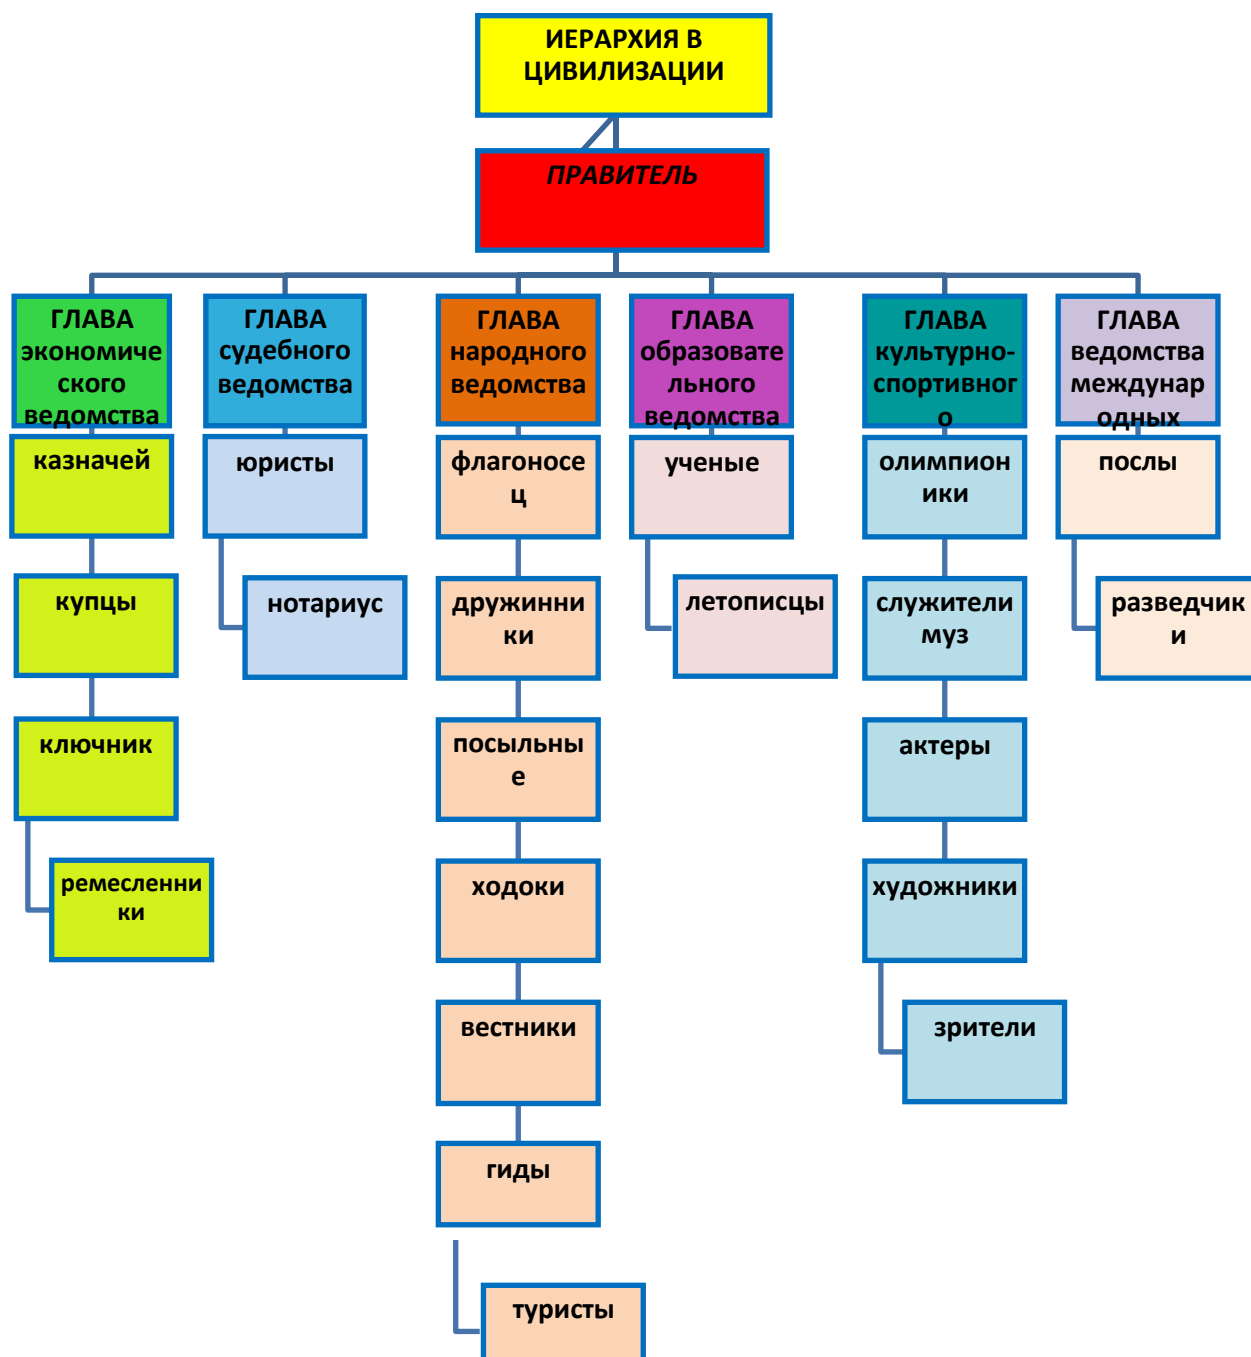 ИЕРАРХИЯ В
ЦИВИЛИЗАЦИИ
ПРАВИТЕЛЬ
ГЛАВА
экономиче
ского
ведомства
ГЛАВА
судебного
ведомства
ГЛАВА
народного
ведомства
ГЛАВА
образовате
льного
ведомства
ГЛАВА
культурно-
спортивног
о
ГЛАВА
ведомства
междунар
одных
казначей
юристы
флагоносе
ц
ученые
олимпион
ики
послы
купцы
нотариус
дружинни
ки
летописцы
служители
муз
разведчик
и
ключник
посыльны
е
актеры
ремесленни
ки
ходоки
художники
вестники
зрители
гиды
туристы